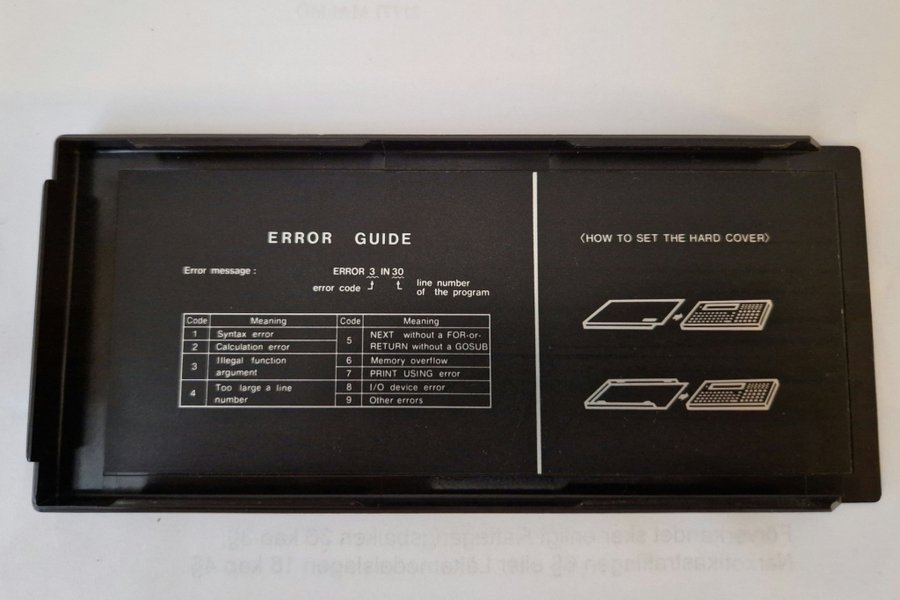 ERROR GUIDE
Error message :
ERROR 3 IN 30
error code
line number
of the program
Code Meaning Code Meaning
1 Syntax error
2 Calculation error
3 Illegal function
argument
4 Too large a line
number
5 NEXT without a FOR-or-
RETURN without a GOSUB
6 Memory overflow
7 PRINT USING error
8 I/O device error
9 Other errors
〈HOW TO SET THE HARD COVER〉